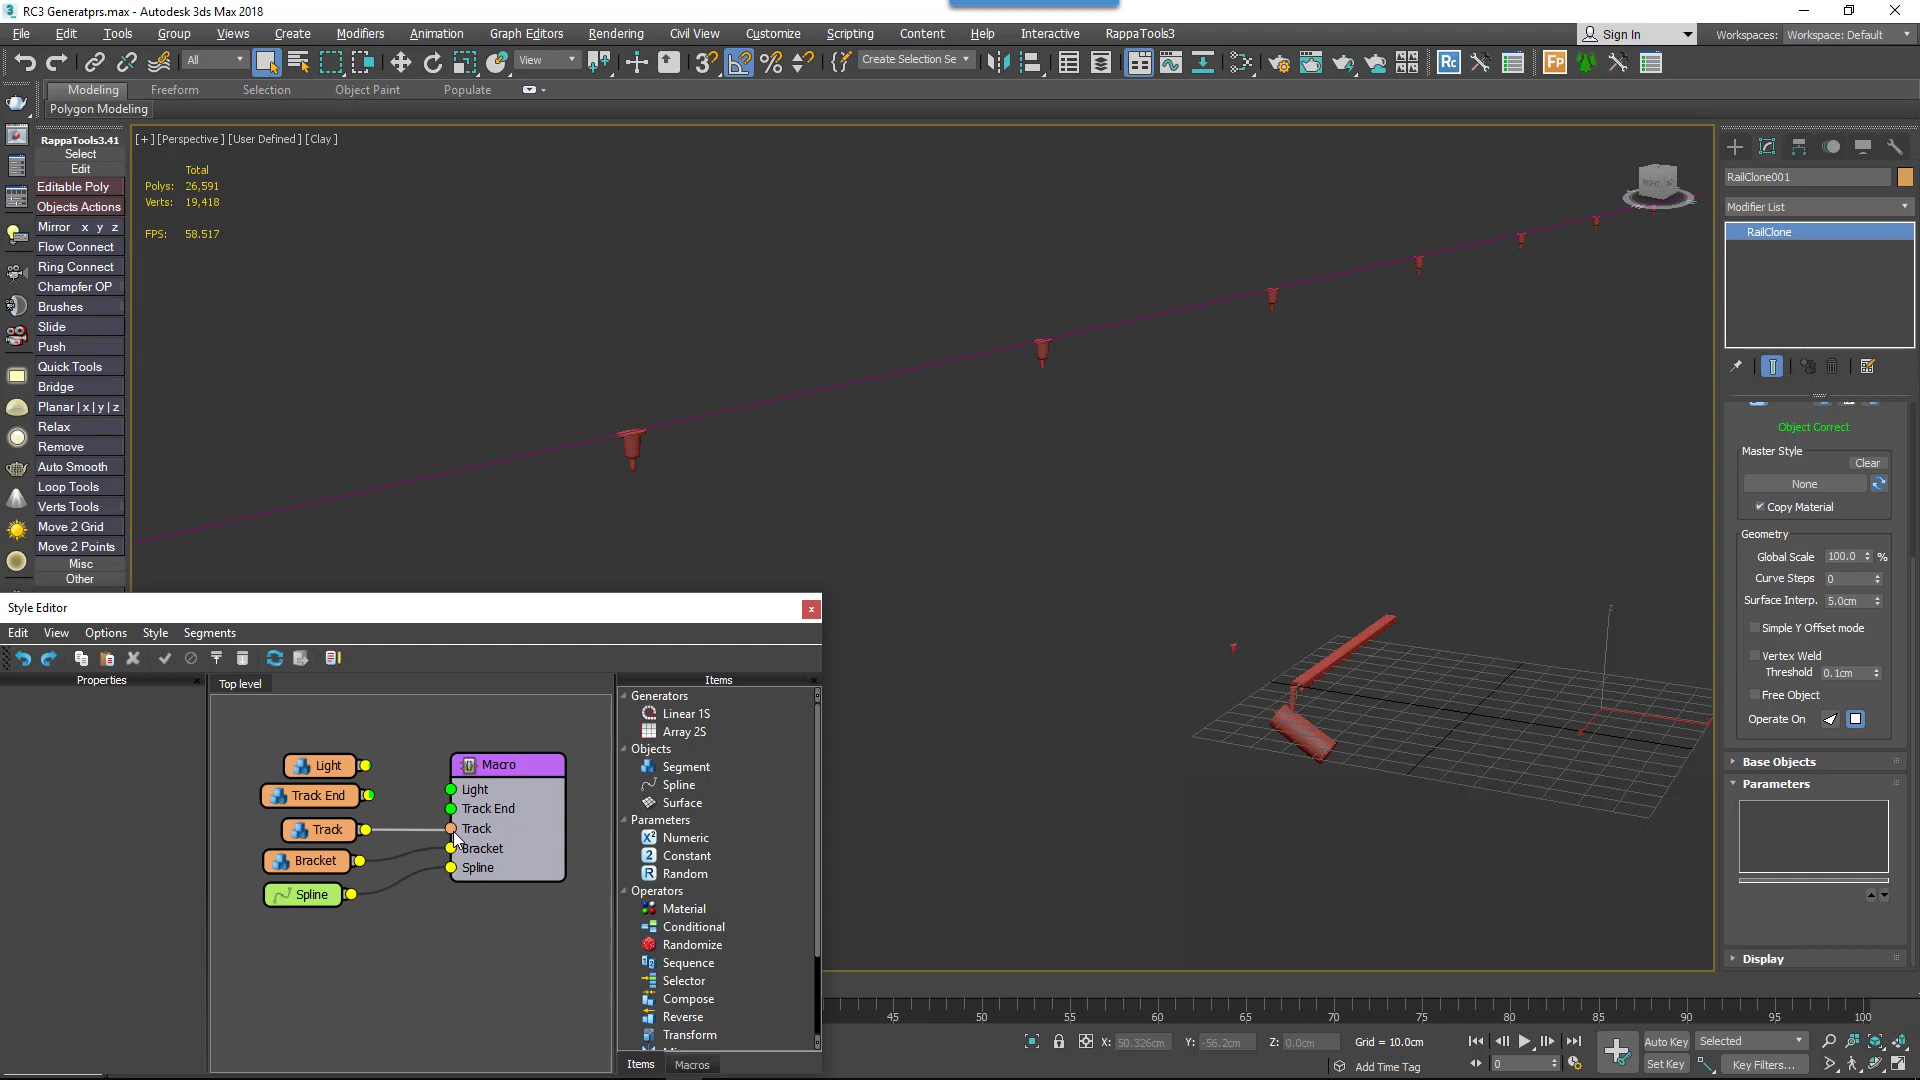 RC3 Generatprs.max - Autodesk 3ds Max 2018
File Edit Tools Group Views Create Modifiers Animation Graph Editors Rendering Civil View Customize Scripting Content Help Interactive RappaTools3
Sign In
Workspaces: Workspace: Default
All
View
Create Selection Se
Rc
Fp
Modeling Freeform Selection Object Paint Populate
Polygon Modeling
RappaTools3.41
Select
Edit
Editable Poly
Objects Actions
Mirror x y z
Flow Connect
Ring Connect
Champfer OP
Brushes
Slide
Push
Quick Tools
Bridge
Planar | x | y | z
Relax
Remove
Auto Smooth
Loop Tools
Verts Tools
Move 2 Grid
Move 2 Points
Misc
Other
[+] [Perspective] [User Defined] [Clay]
Total
Polys: 26,591
Verts: 19,418
FPS: 58.517
z
RailClone001
Modifier List
RailClone
Object Correct
Master Style
Clear
None
Copy Material
Geometry
Global Scale 100.0 %
Curve Steps 0
Surface Interp. 5.0cm
Simple Y Offset mode
Vertex Weld
Threshold 0.1cm
Free Object
Operate On
Base Objects
Parameters
Display
Style Editor
x
Edit View Options Style Segments
Properties
Top level
Items
Light
Track End
Track
Bracket
Spline
Macro
Light
Track End
Track
Bracket
Spline
Generators
Linear 1S
Array 2S
Objects
Segment
Spline
Surface
Parameters
Numeric
Constant
Random
Operators
Material
Conditional
Randomize
Sequence
Selector
Compose
Reverse
Transform
Items Macros
45 50 55 60 65 70 75 80 85 90 95 100
X: 50.326cm Y: -56.2cm Z: 0.0cm Grid = 10.0cm
Add Time Tag
0
Auto Key Selected
Set Key Key Filters...